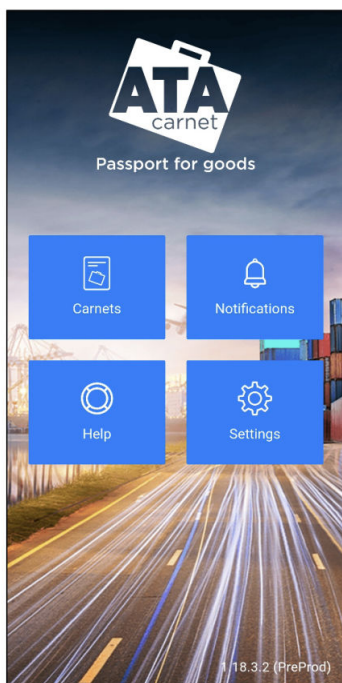 ATA
carnet
Passport for goods
Carnets
Notifications
Help
Settings
1.18.3.2 (PreProd)